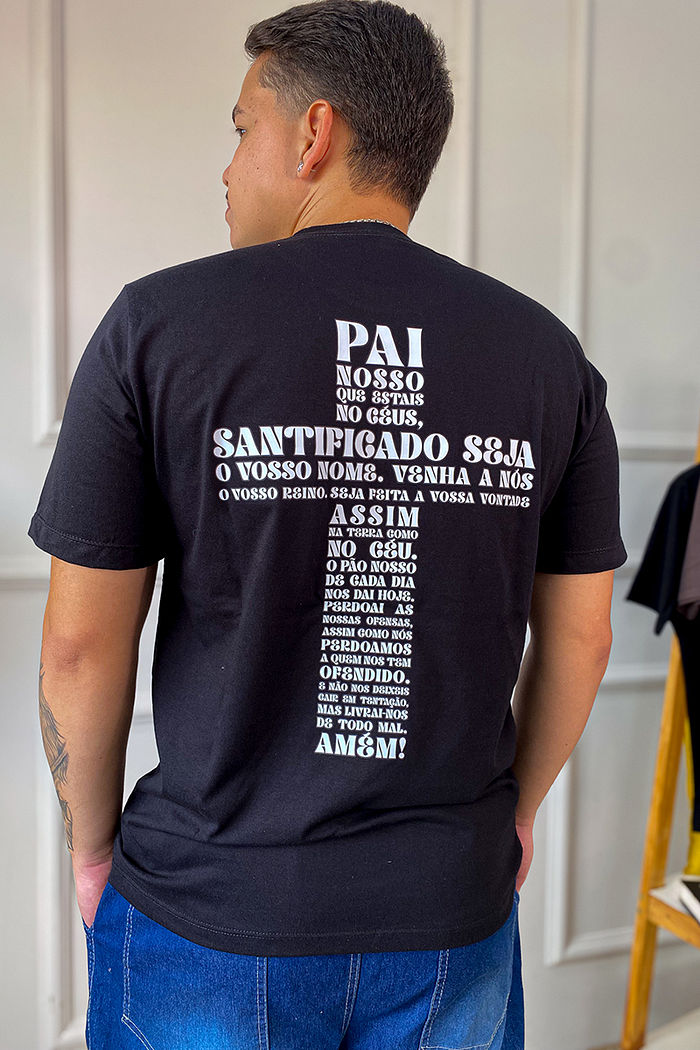 PAI
NOSSO
QUE ESTAIS
NO CÉUS,
SANTIFICADO SEJA
O VOSSO NOME. VENHA A NÓS
O VOSSO REINO. SEJA FEITA A VOSSA VONTADE
ASSIM
NA TERRA COMO
NO CÉU.
O PÃO NOSSO
DE CADA DIA
NOS DAI HOJE.
PERDOAI AS
NOSSAS OFENSAS,
ASSIM COMO NÓS
PERDOAMOS
A QUEM NOS TEM
OFENDIDO.
E NÃO NOS DEIXEIS
CAIR EM TENTAÇÃO,
MAS LIVRAI-NOS
DE TODO MAL.
AMÉM!